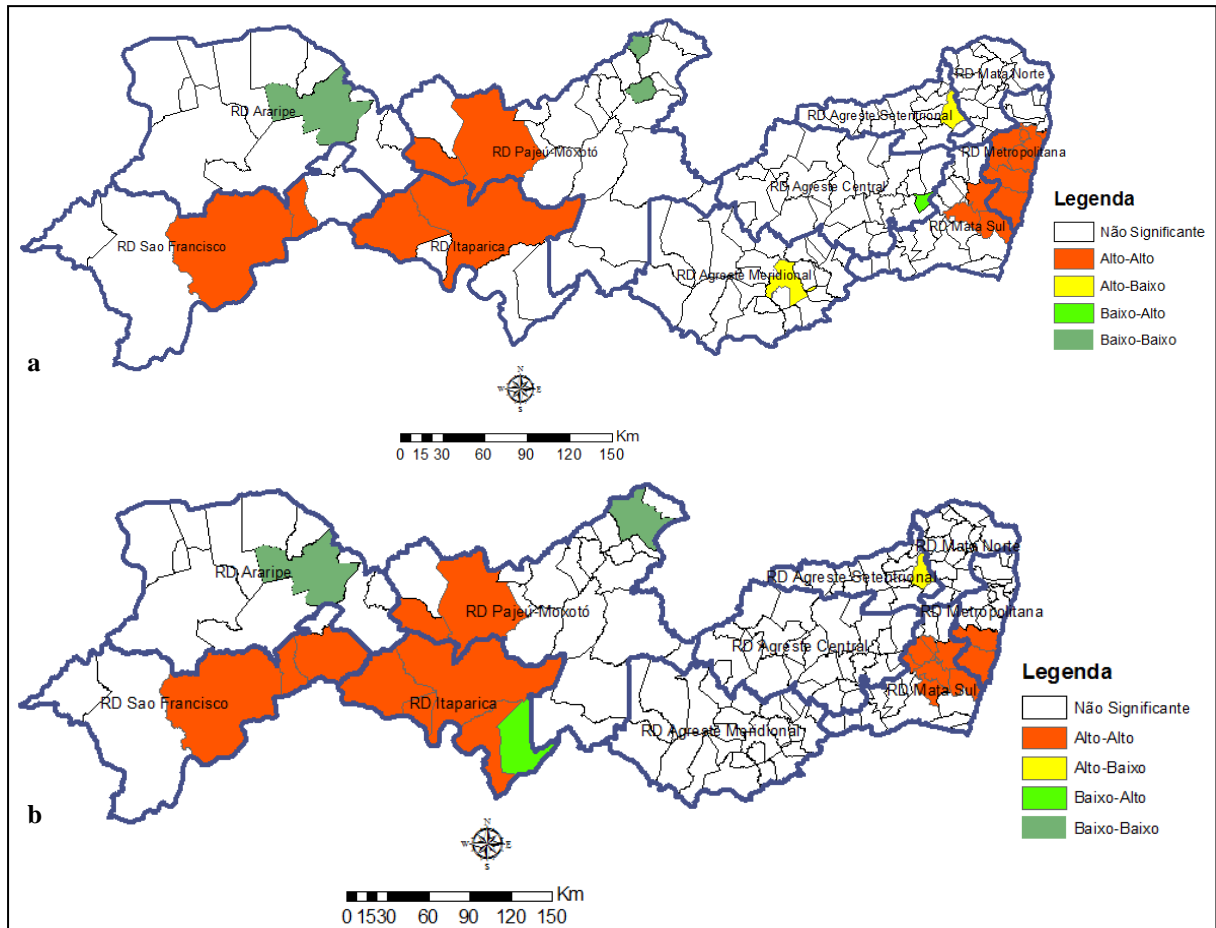 RD Mata Norte
RD Araripe
RD Agreste Setentrional
RD Pajeú-Moxotó
RD Metropolitana
RD Agreste Central
RD Mata Sul
RD Sao Francisco
RD Itaparica
RD Agreste Meridional
Legenda
Não Significante
Alto-Alto
Alto-Baixo
Baixo-Alto
Baixo-Baixo
a
N
W E
S
Km
0 15 30 60 90 120 150
RD Mata Norte
RD Araripe
RD Agreste Setentrional
RD Pajeú-Moxotó
RD Metropolitana
RD Agreste Central
RD Mata Sul
RD Sao Francisco
RD Itaparica
RD Agreste Meridional
Legenda
Não Significante
Alto-Alto
Alto-Baixo
Baixo-Alto
Baixo-Baixo
b
N
W E
S
Km
0 1530 60 90 120 150